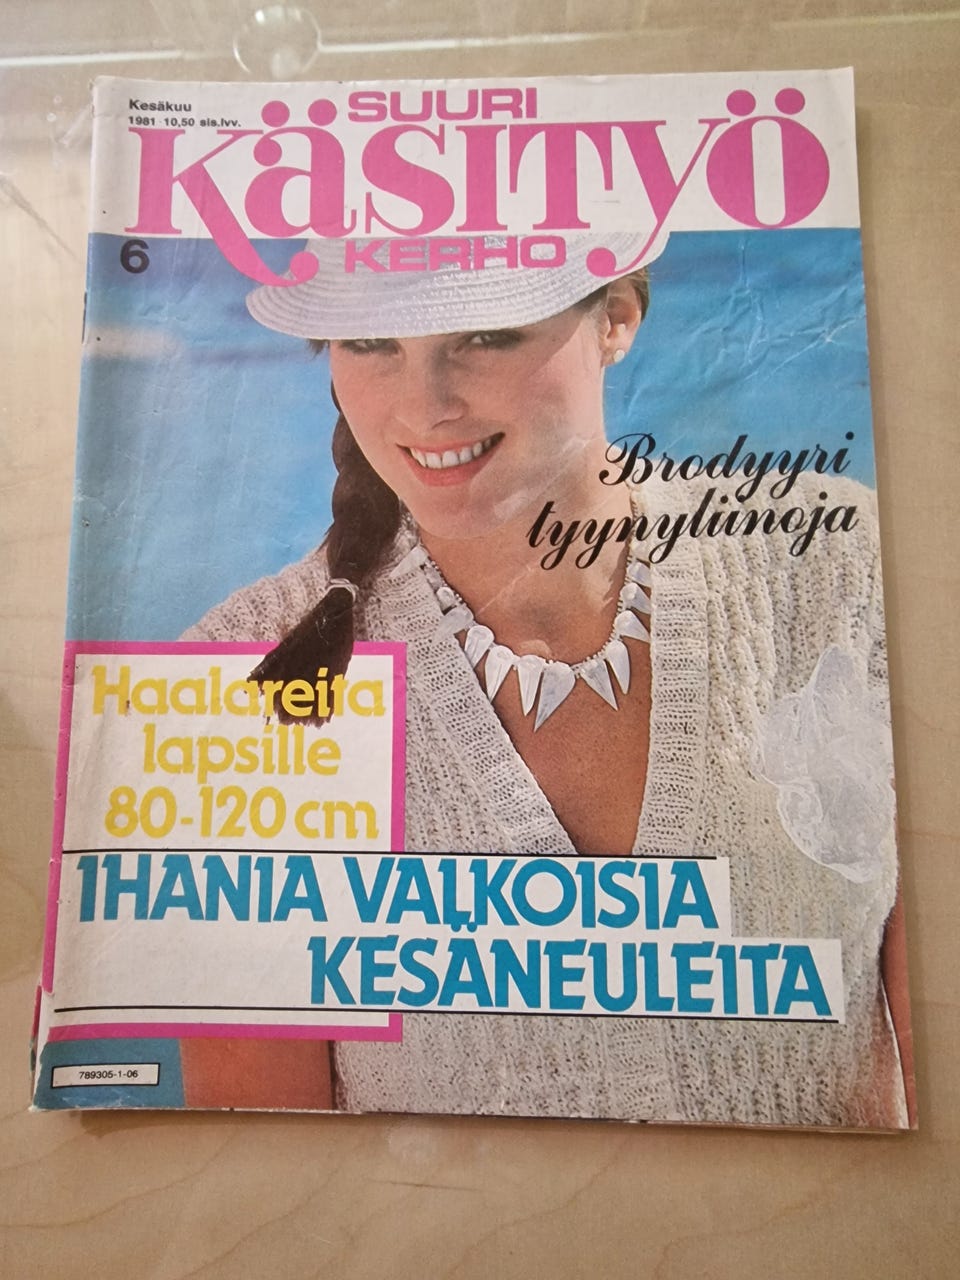 Kesäkuu
1981 10,50 sis.lvv.
SUURI
KäSITYÖ
KERHO
6
Brodyyri
tyynyliinoja
Haalareita
lapsille
80-120 cm
IHANIA VALKOISIA
KESÄNEULEITA
789305-1-06